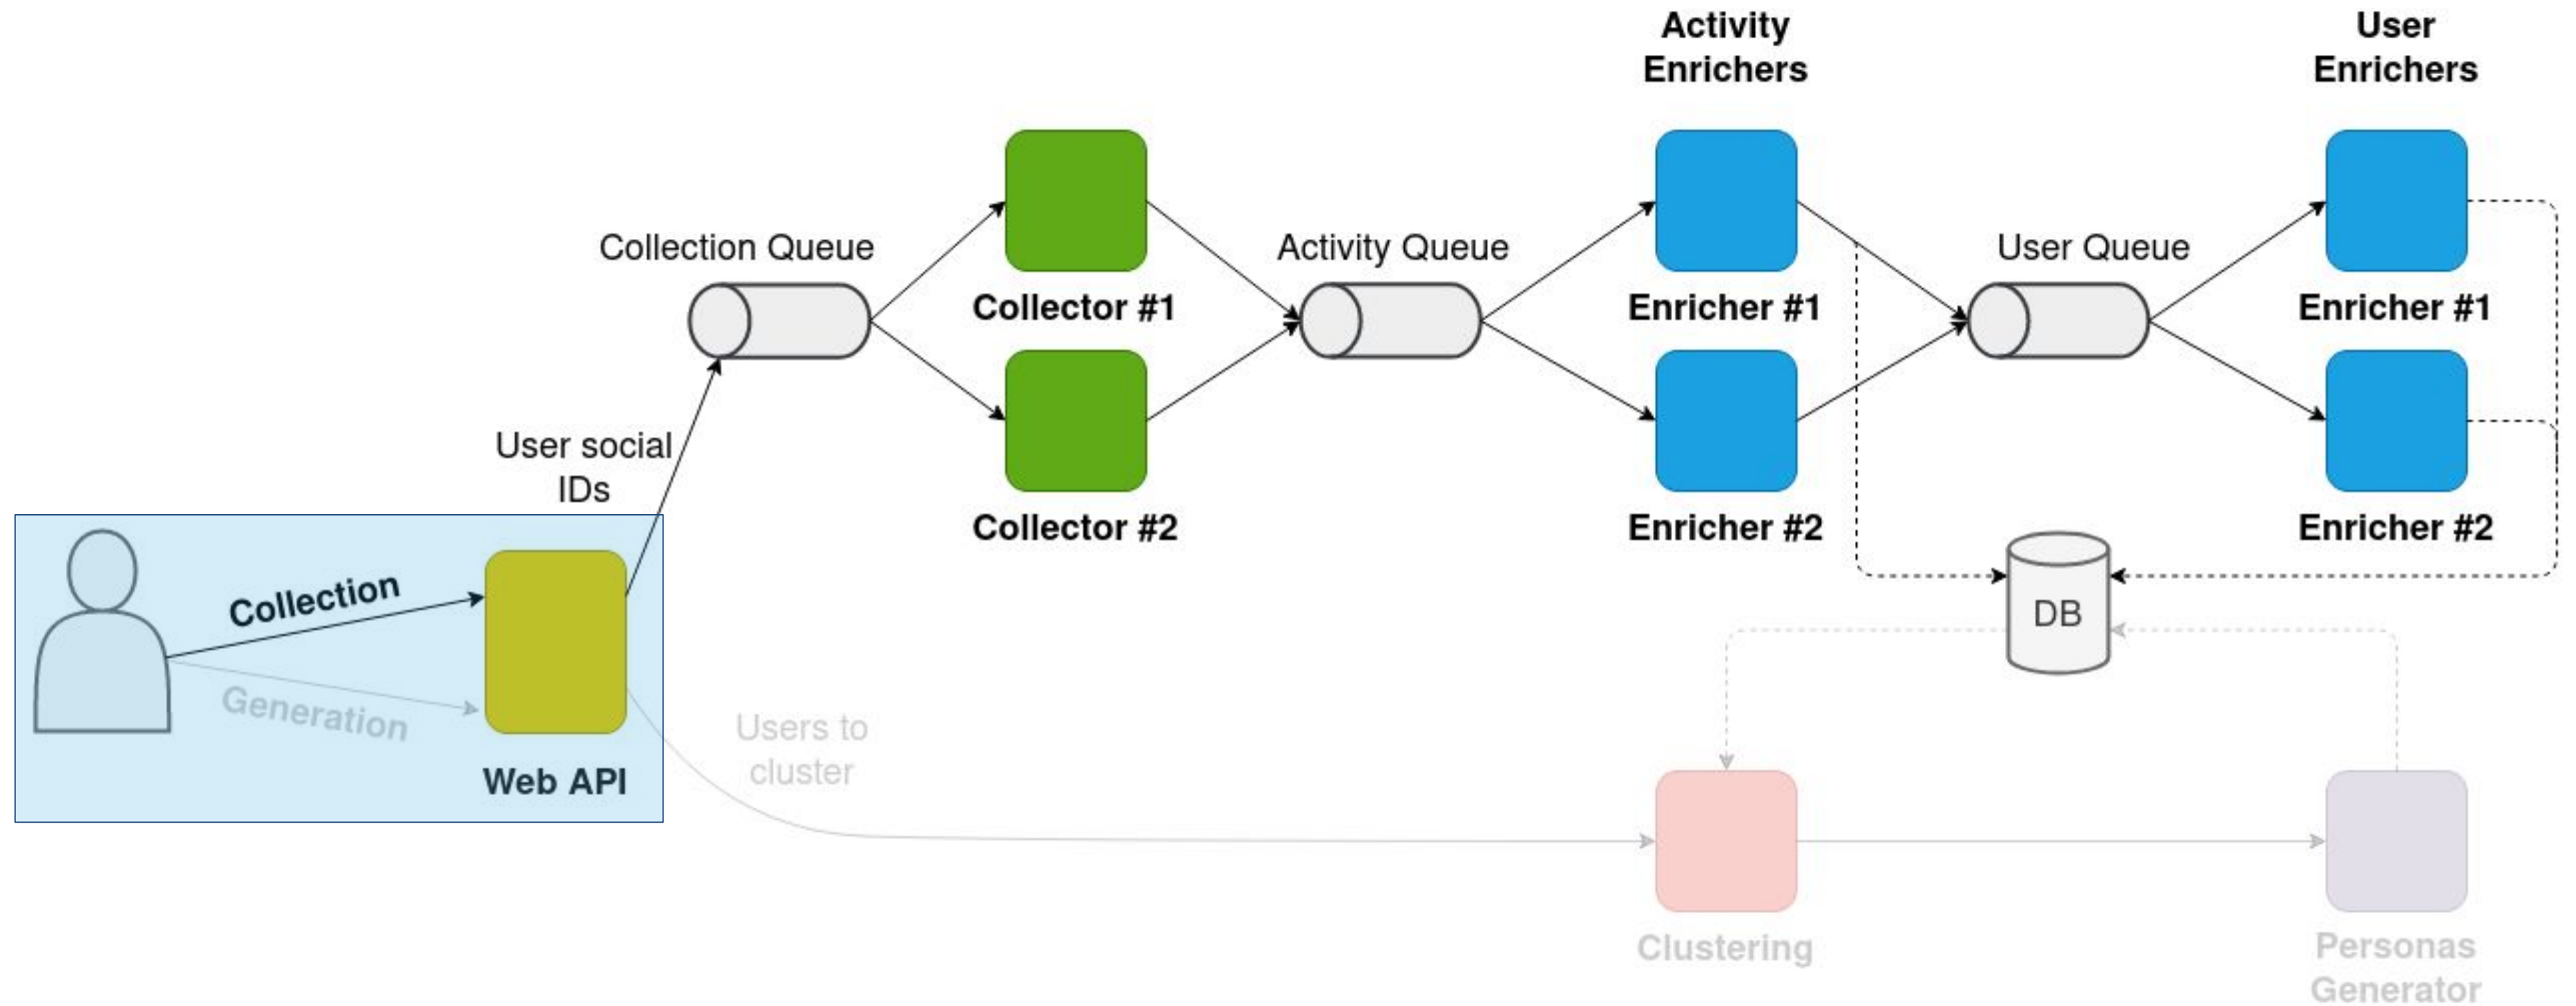 Activity
Enrichers
User
Enrichers
Collection Queue
Activity Queue
User Queue
Collector #1
Enricher #1
Enricher #1
User social
IDs
Collector #2
Enricher #2
Enricher #2
Collection
DB
Generation
Users to
cluster
Web API
Clustering
Personas
Generator